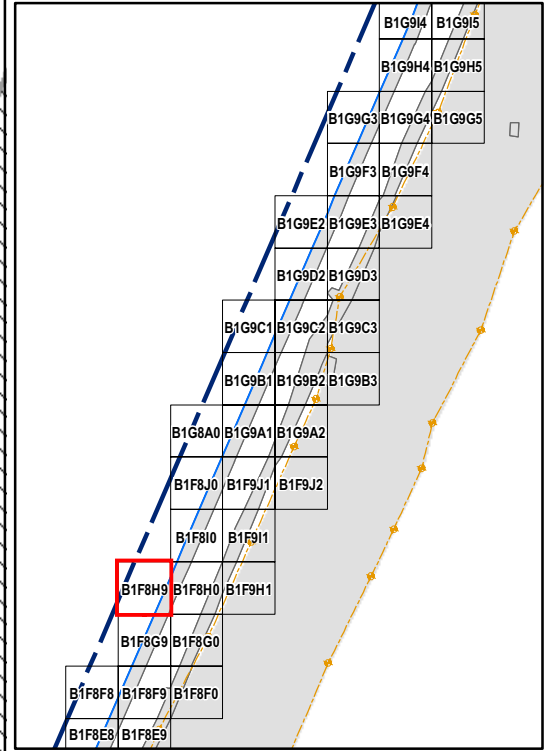 B1G9I4 B1G9I5
B1G9H4 B1G9H5
B1G9G3 B1G9G4 B1G9G5
B1G9F3 B1G9F4
B1G9E2 B1G9E3 B1G9E4
B1G9D2 B1G9D3
B1G9C1 B1G9C2 B1G9C3
B1G9B1 B1G9B2 B1G9B3
B1G8A0 B1G9A1 B1G9A2
B1F8J0 B1F9J1 B1F9J2
B1F8I0 B1F9I1
B1F8H9 B1F8H0 B1F9H1
B1F8G9 B1F8G0
B1F8F8 B1F8F9 B1F8F0
B1F8E8 B1F8E9